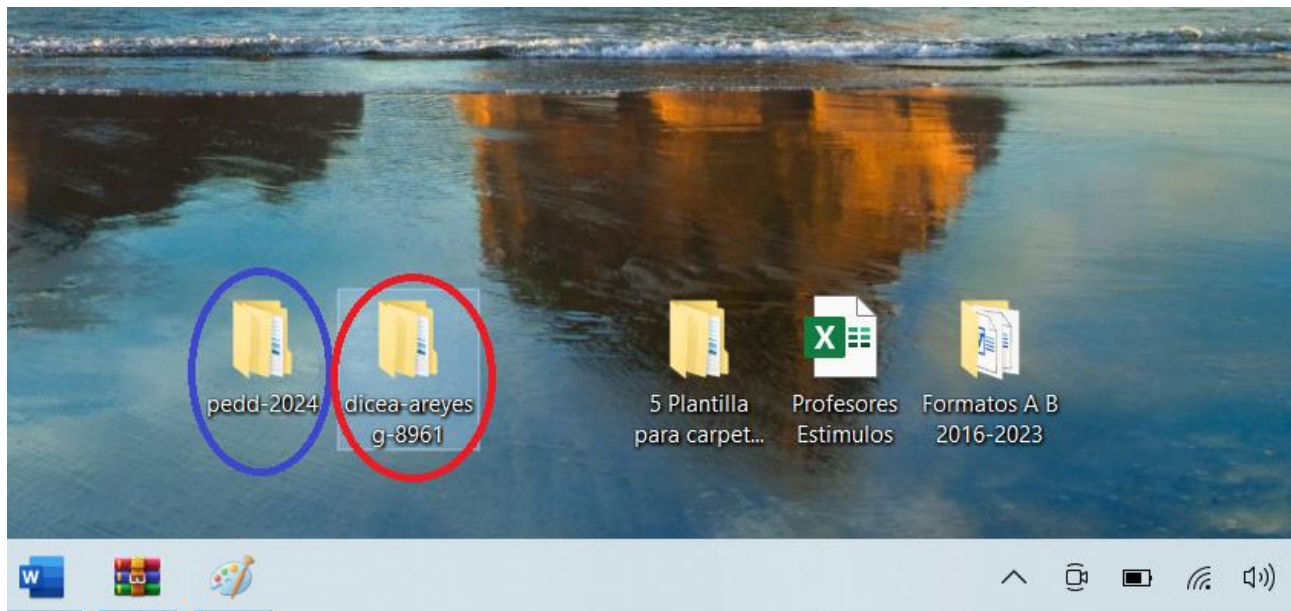 pedd-2024
dicea-areyes
g-8961
5 Plantilla
para carpet...
Profesores
Estimulos
Formatos A B
2016-2023